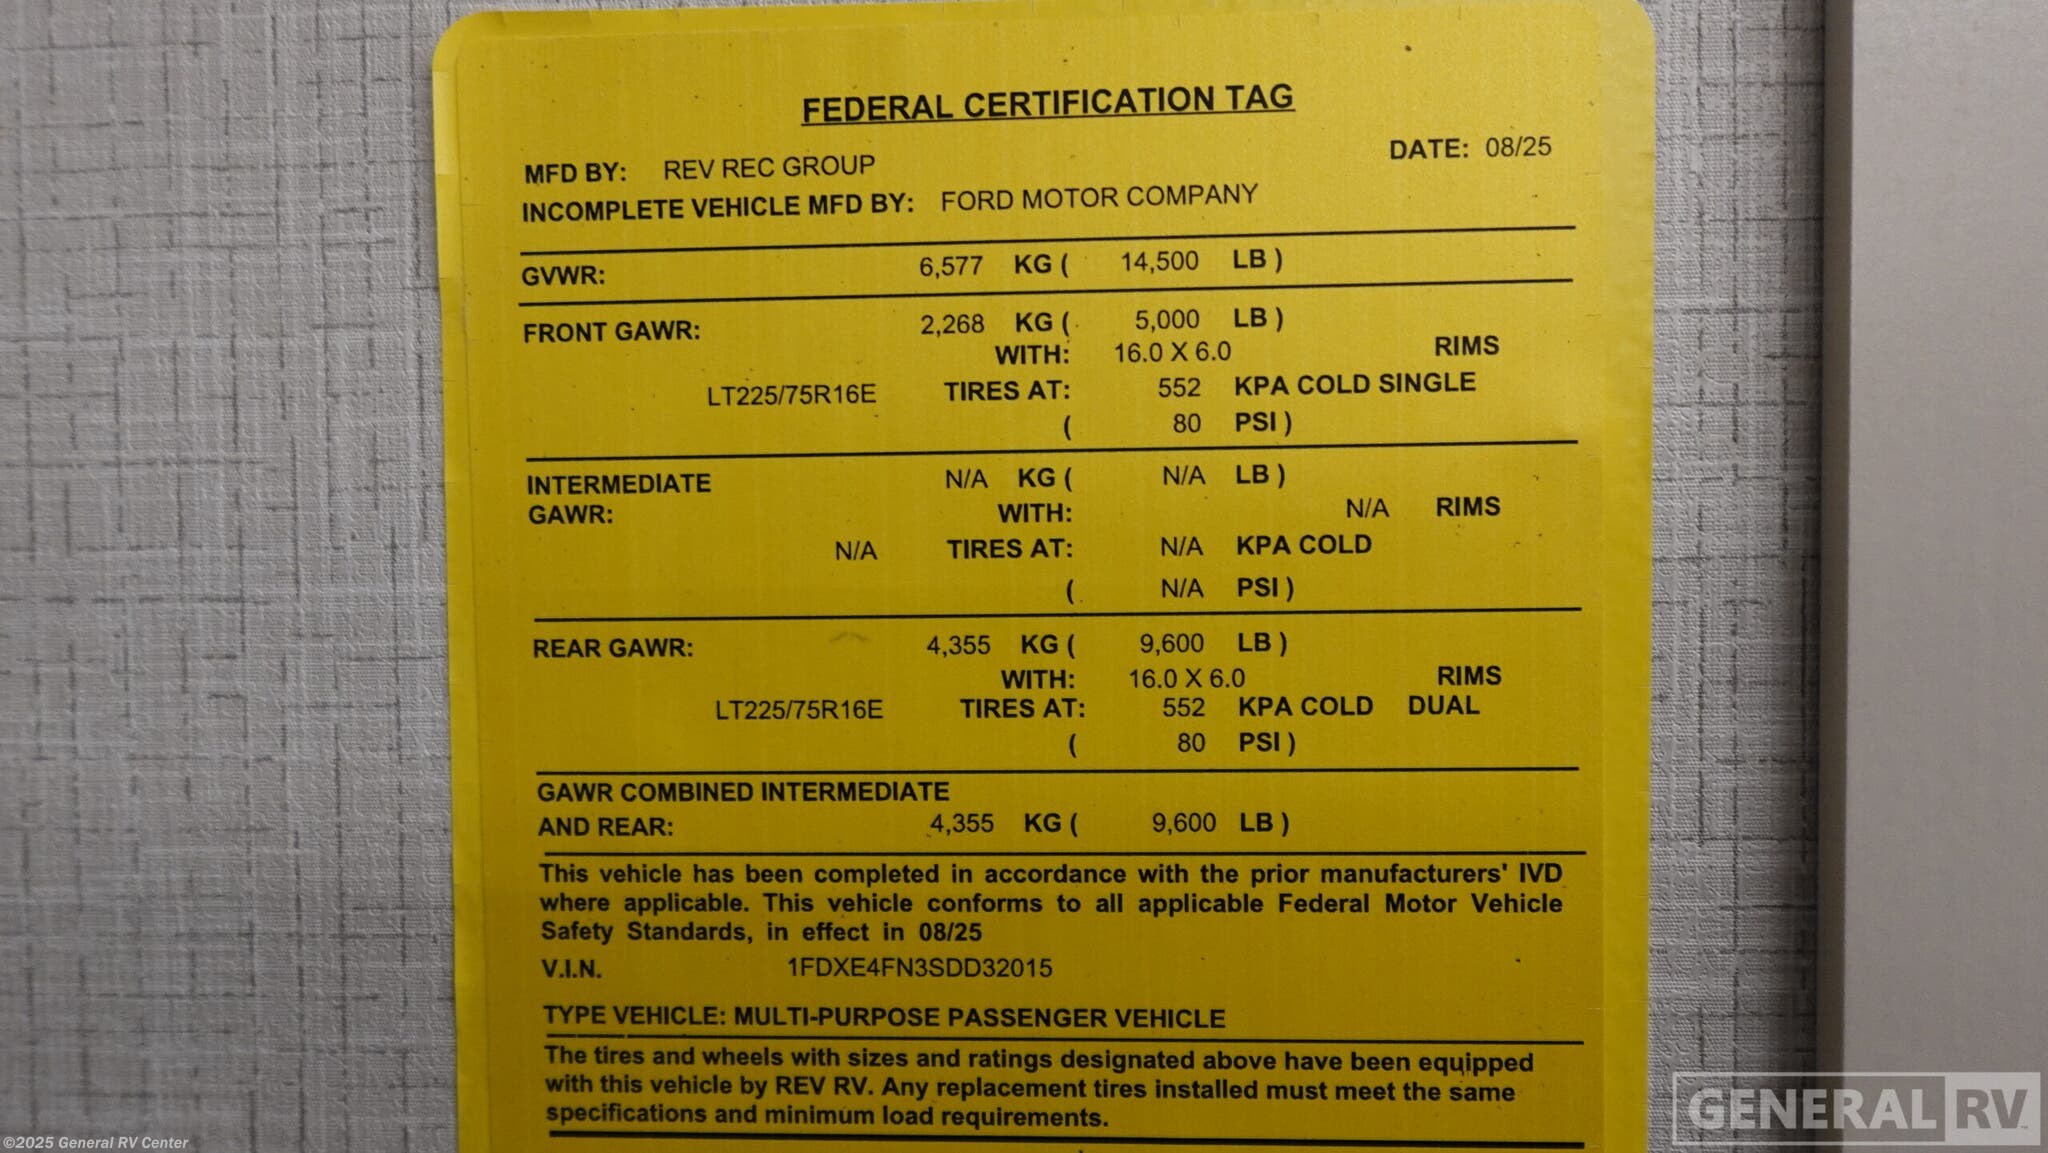 FEDERAL CERTIFICATION TAG
DATE: 08/25
MFD BY: REV REC GROUP
INCOMPLETE VEHICLE MFD BY: FORD MOTOR COMPANY
GVWR: 6,577 KG ( 14,500 LB )
FRONT GAWR: 2,268 KG ( 5,000 LB )
WITH: 16.0 X 6.0 RIMS
LT225/75R16E TIRES AT: 552 KPA COLD SINGLE
( 80 PSI )
INTERMEDIATE N/A KG ( N/A LB )
GAWR: WITH: N/A RIMS
N/A TIRES AT: N/A KPA COLD
( N/A PSI )
REAR GAWR: 4,355 KG ( 9,600 LB )
WITH: 16.0 X 6.0 RIMS
LT225/75R16E TIRES AT: 552 KPA COLD DUAL
( 80 PSI )
GAWR COMBINED INTERMEDIATE
AND REAR: 4,355 KG ( 9,600 LB )
This vehicle has been completed in accordance with the prior manufacturers' IVD
where applicable. This vehicle conforms to all applicable Federal Motor Vehicle
Safety Standards, in effect in 08/25
V.I.N. 1FDXE4FN3SDD32015
TYPE VEHICLE: MULTI-PURPOSE PASSENGER VEHICLE
The tires and wheels with sizes and ratings designated above have been equipped
with this vehicle by REV RV. Any replacement tires installed must meet the same
specifications and minimum load requirements.
GENERAL RV
©2025 General RV Center